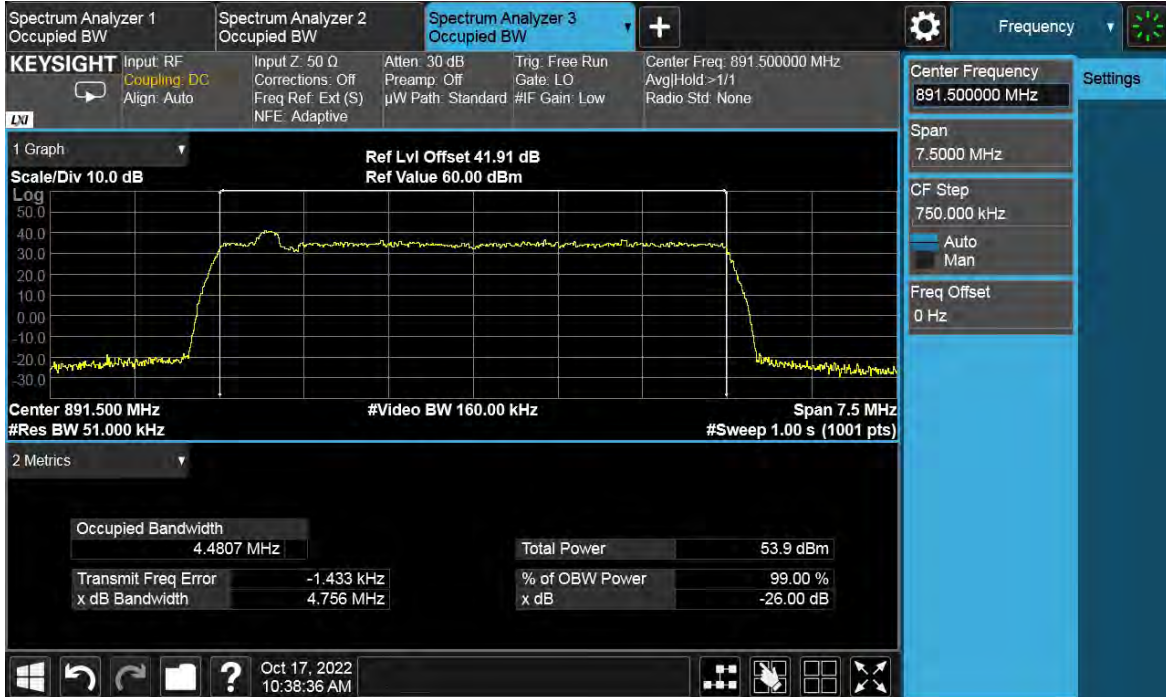 Spectrum Analyzer 1
Occupied BW
Spectrum Analyzer 2
Occupied BW
Spectrum Analyzer 3
Occupied BW
Frequency
KEYSIGHT
LXI
Input: RF
Coupling: DC
Align: Auto
Input Z: 50 Ω
Corrections: Off
Freq Ref: Ext (S)
NFE: Adaptive
Atten: 30 dB
Preamp: Off
µW Path: Standard
Trig: Free Run
Gate: LO
#IF Gain: Low
Center Freq: 891.500000 MHz
Avg|Hold:>1/1
Radio Std: None
1 Graph
Scale/Div 10.0 dB
Ref Lvl Offset 41.91 dB
Ref Value 60.00 dBm
Log
50.0
40.0
30.0
20.0
10.0
0.00
-10.0
-20.0
-30.0
Center 891.500 MHz
#Video BW 160.00 kHz
Span 7.5 MHz
#Res BW 51.000 kHz
#Sweep 1.00 s (1001 pts)
2 Metrics
Occupied Bandwidth
4.4807 MHz
Total Power 53.9 dBm
Transmit Freq Error -1.433 kHz
% of OBW Power 99.00 %
x dB Bandwidth 4.756 MHz
x dB -26.00 dB
Center Frequency
891.500000 MHz
Settings
Span
7.5000 MHz
CF Step
750.000 kHz
Auto
Man
Freq Offset
0 Hz
?
Oct 17, 2022
10:38:36 AM